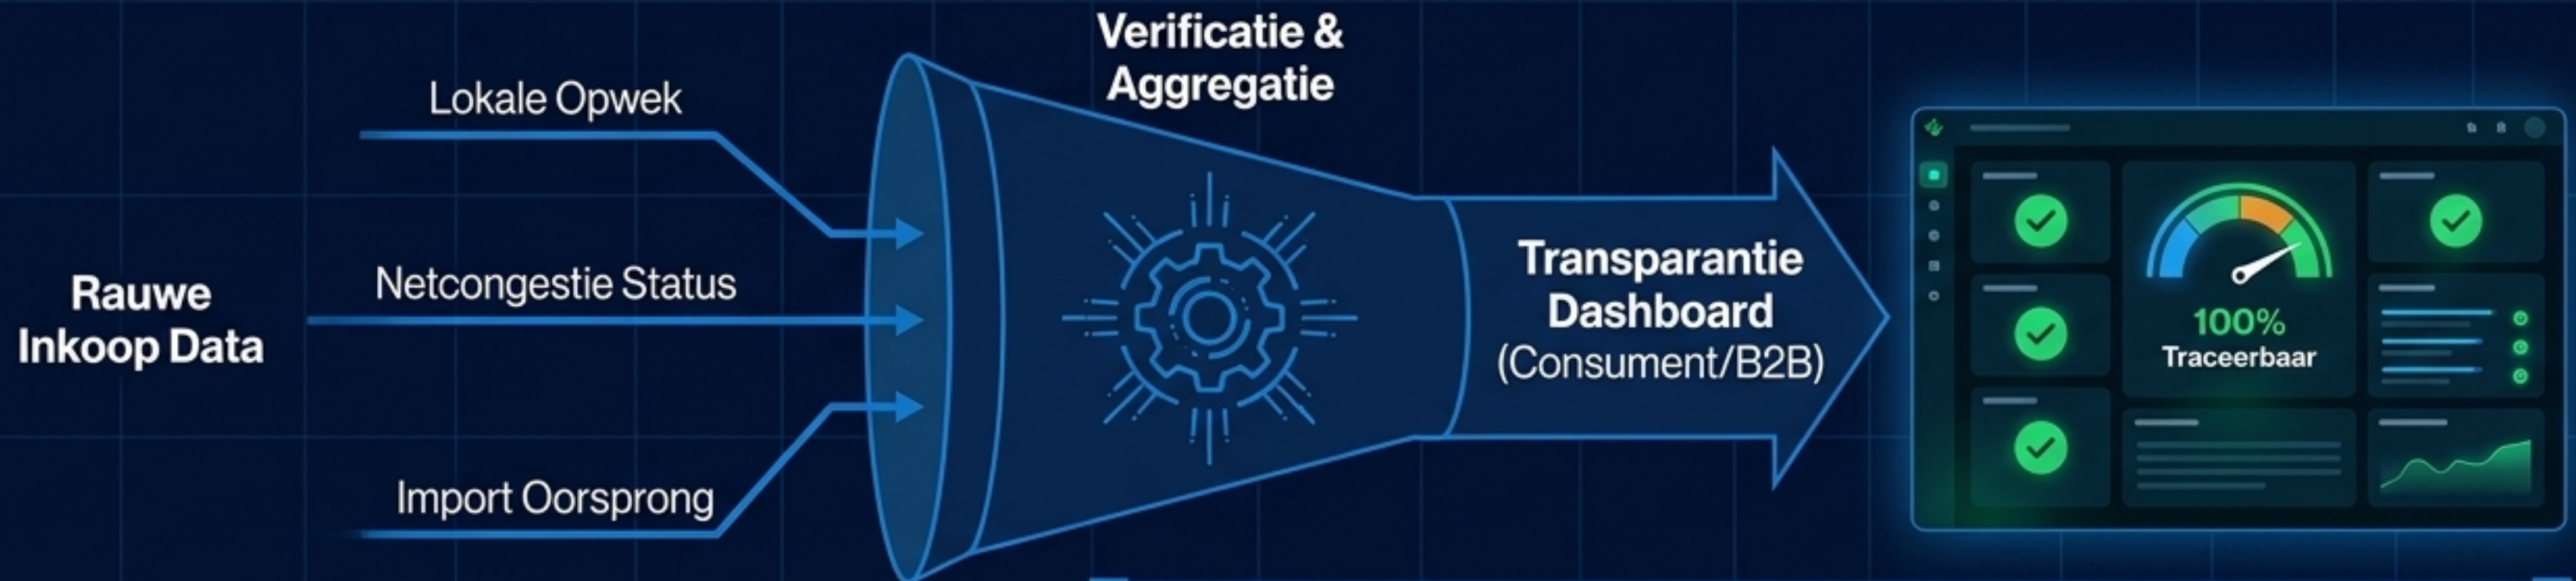 Rauwe
Inkoop Data
Lokale Opwek
Netcongestie Status
Import Oorsprong
Verificatie &
Aggregatie
Transparantie
Dashboard
(Consument/B2B)
100%
Traceerbaar